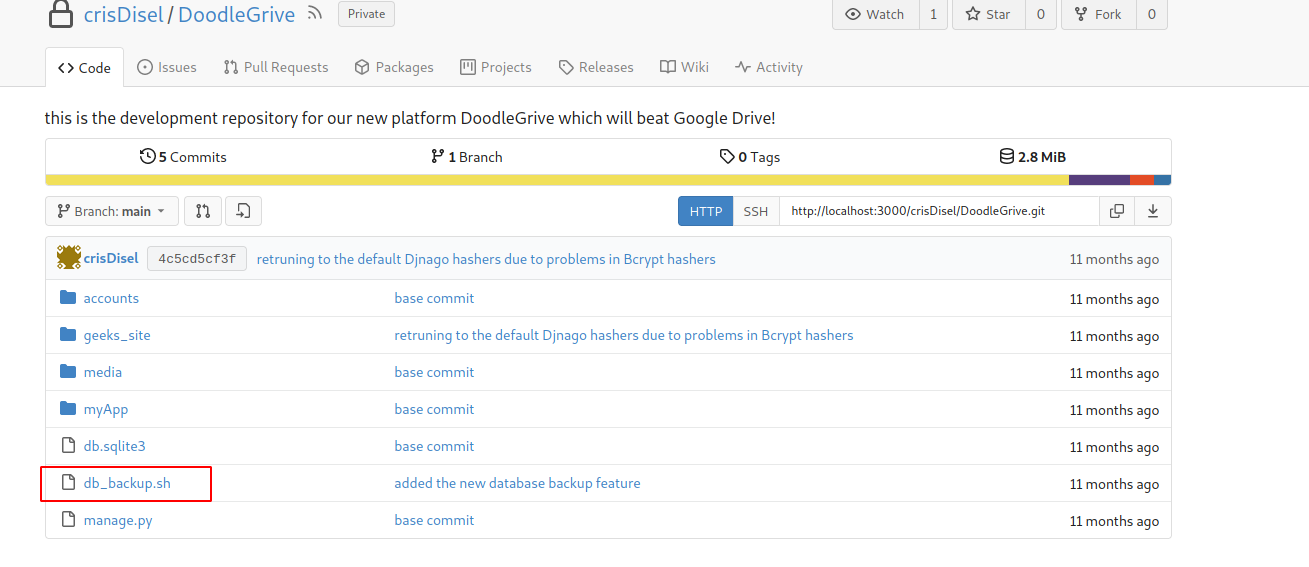 crisDisel / DoodleGrive Private Watch 1 Star 0 Fork 0
Code Issues Pull Requests Packages Projects Releases Wiki Activity
this is the development repository for our new platform DoodleGrive which will beat Google Drive!
5 Commits 1 Branch 0 Tags 2.8 MiB
Branch: main HTTP SSH http://localhost:3000/crisDisel/DoodleGrive.git
crisDisel 4c5cd5cf3f retruning to the default Djnago hashers due to problems in Bcrypt hashers 11 months ago
accounts base commit 11 months ago
geeks_site retruning to the default Djnago hashers due to problems in Bcrypt hashers 11 months ago
media base commit 11 months ago
myApp base commit 11 months ago
db.sqlite3 base commit 11 months ago
db_backup.sh added the new database backup feature 11 months ago
manage.py base commit 11 months ago